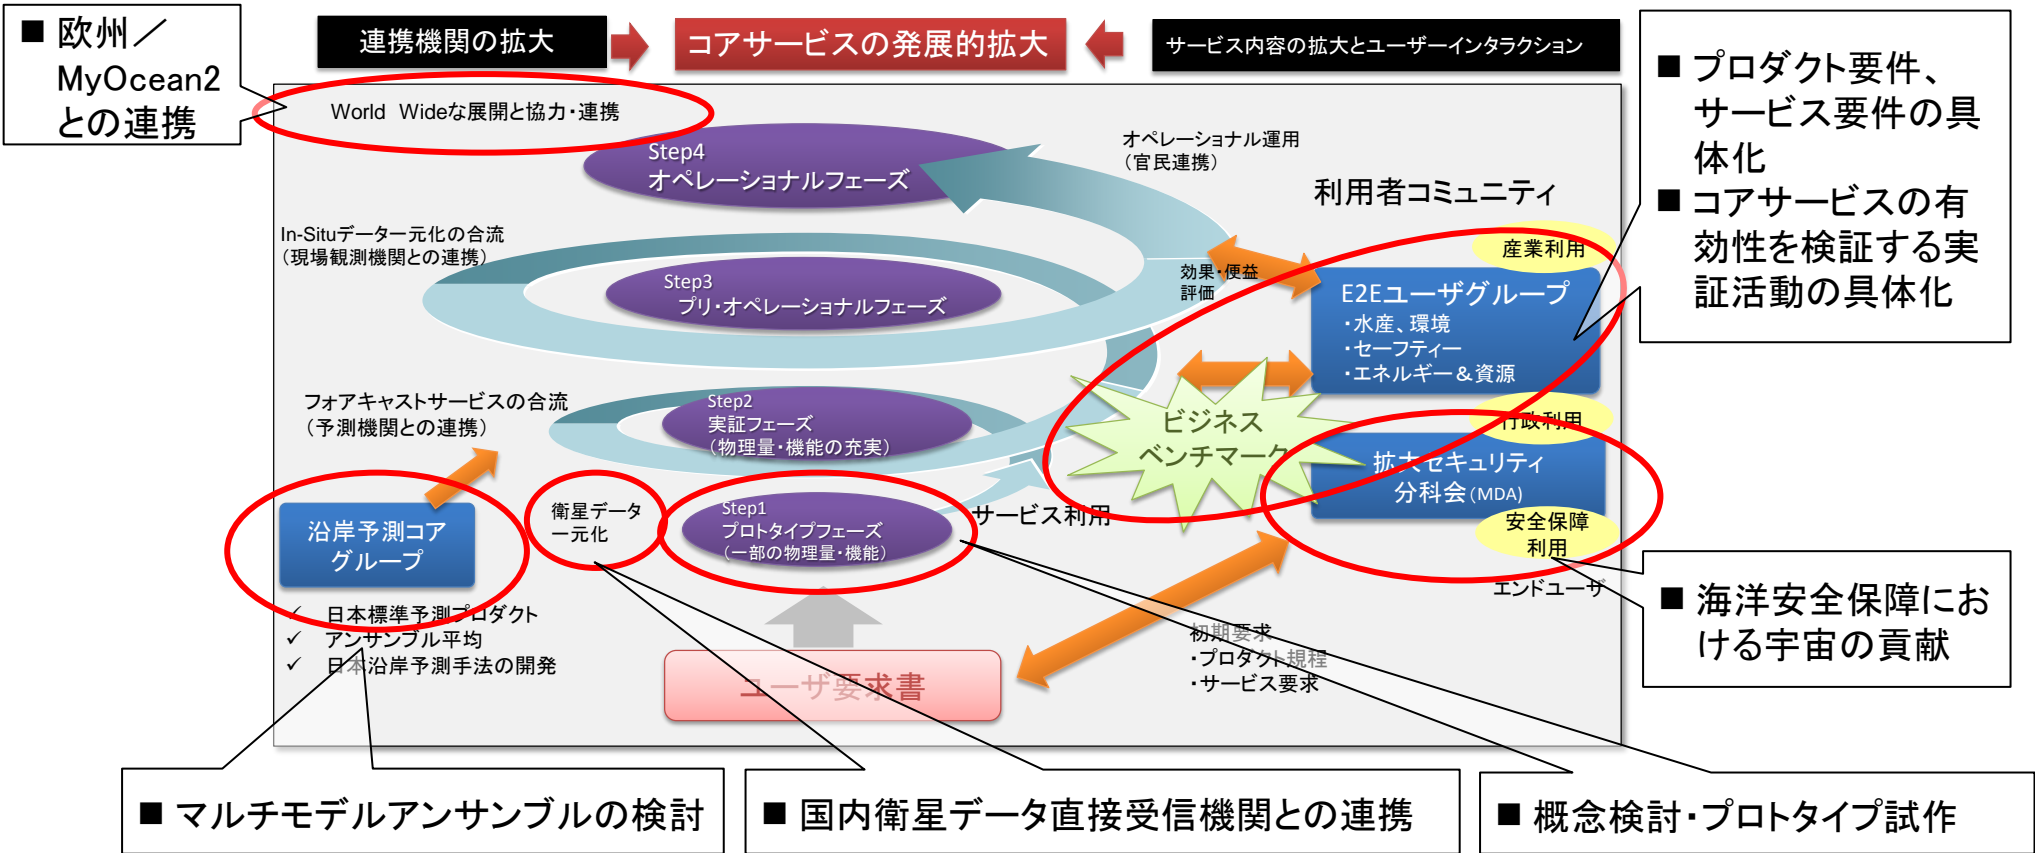 ■ 欧州／
MyOcean2
との連携
連携機関の拡大
コアサービスの発展的拡大
サービス内容の拡大とユーザーインタラクション
■ プロダクト要件、
サービス要件の具
体化
■ コアサービスの有
効性を検証する実
証活動の具体化
World Wideな展開と協力・連携
Step4
オペレーショナルフェーズ
オペレーショナル運用
（官民連携）
利用者コミュニティ
In-Situデータ一元化の合流
（現場観測機関との連携）
Step3
プリ・オペレーショナルフェーズ
効果・便益
評価
産業利用
E2Eユーザグループ
・水産、環境
・セーフティー
・エネルギー＆資源
フォアキャストサービスの合流
（予測機関との連携）
Step2
実証フェーズ
（物理量・機能の充実）
ビジネス
ベンチマーク
行政利用
拡大セキュリティ
分科会（MDA）
安全保障
利用
エンドユーザ
沿岸予測コア
グループ
衛星データ
一元化
Step1
プロトタイプフェーズ
（一部の物理量・機能）
サービス利用
✓ 日本標準予測プロダクト
✓ アンサンブル平均
✓ 日本沿岸予測手法の開発
ユーザ要求書
初期要求
・プロダクト規程
・サービス要求
■ 海洋安全保障にお
ける宇宙の貢献
■ マルチモデルアンサンブルの検討
■ 国内衛星データ直接受信機関との連携
■ 概念検討・プロトタイプ試作